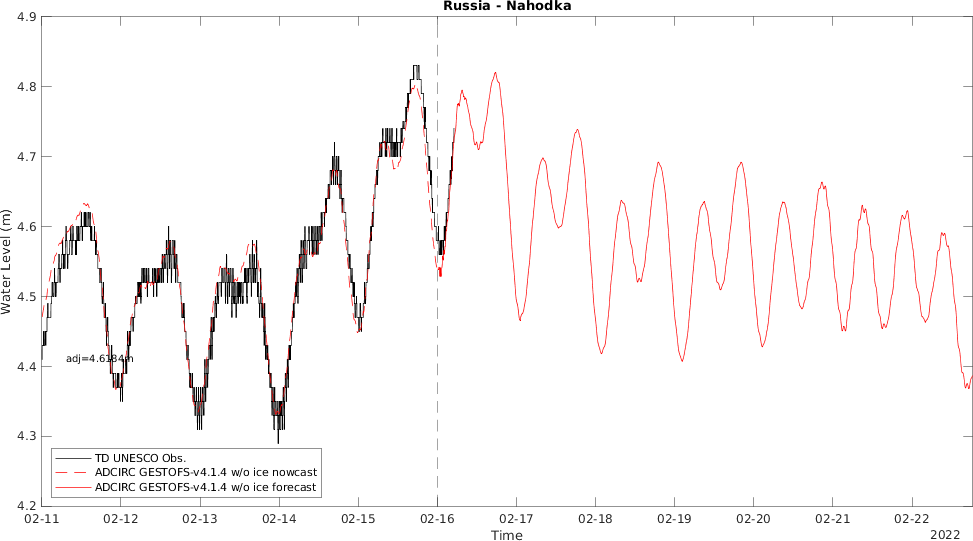 Russia - Nahodka
4.9
4.8
4.7
4.6
4.5
4.4
4.3
4.2
Water Level (m)
adj=4.6184m
TD UNESCO Obs.
ADCIRC GESTOFS-v4.1.4 w/o ice nowcast
ADCIRC GESTOFS-v4.1.4 w/o ice forecast
02-11 02-12 02-13 02-14 02-15 02-16 02-17 02-18 02-19 02-20 02-21 02-22
Time
2022